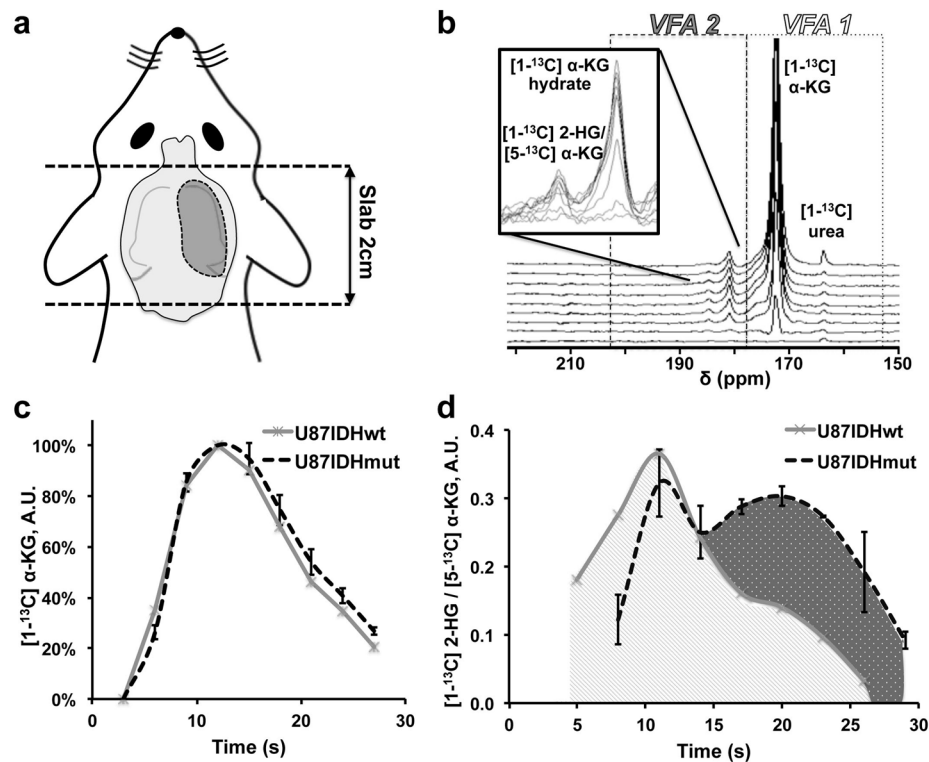 a
Slab 2cm
b
VFA 2
VFA 1
[1-¹³C] α-KG
hydrate
[1-¹³C] 2-HG/
[5-¹³C] α-KG
[1-¹³C]
α-KG
[1-¹³C]
urea
210
190
170
150
δ (ppm)
c
U87IDHwt
U87IDHmut
[1-¹³C] α-KG, A.U.
100%
80%
60%
40%
20%
0%
0
10
20
30
Time (s)
d
U87IDHwt
U87IDHmut
[1-¹³C] 2-HG / [5-¹³C] α-KG, A.U.
0.4
0.3
0.2
0.1
0.0
0
5
10
15
20
25
30
Time (s)